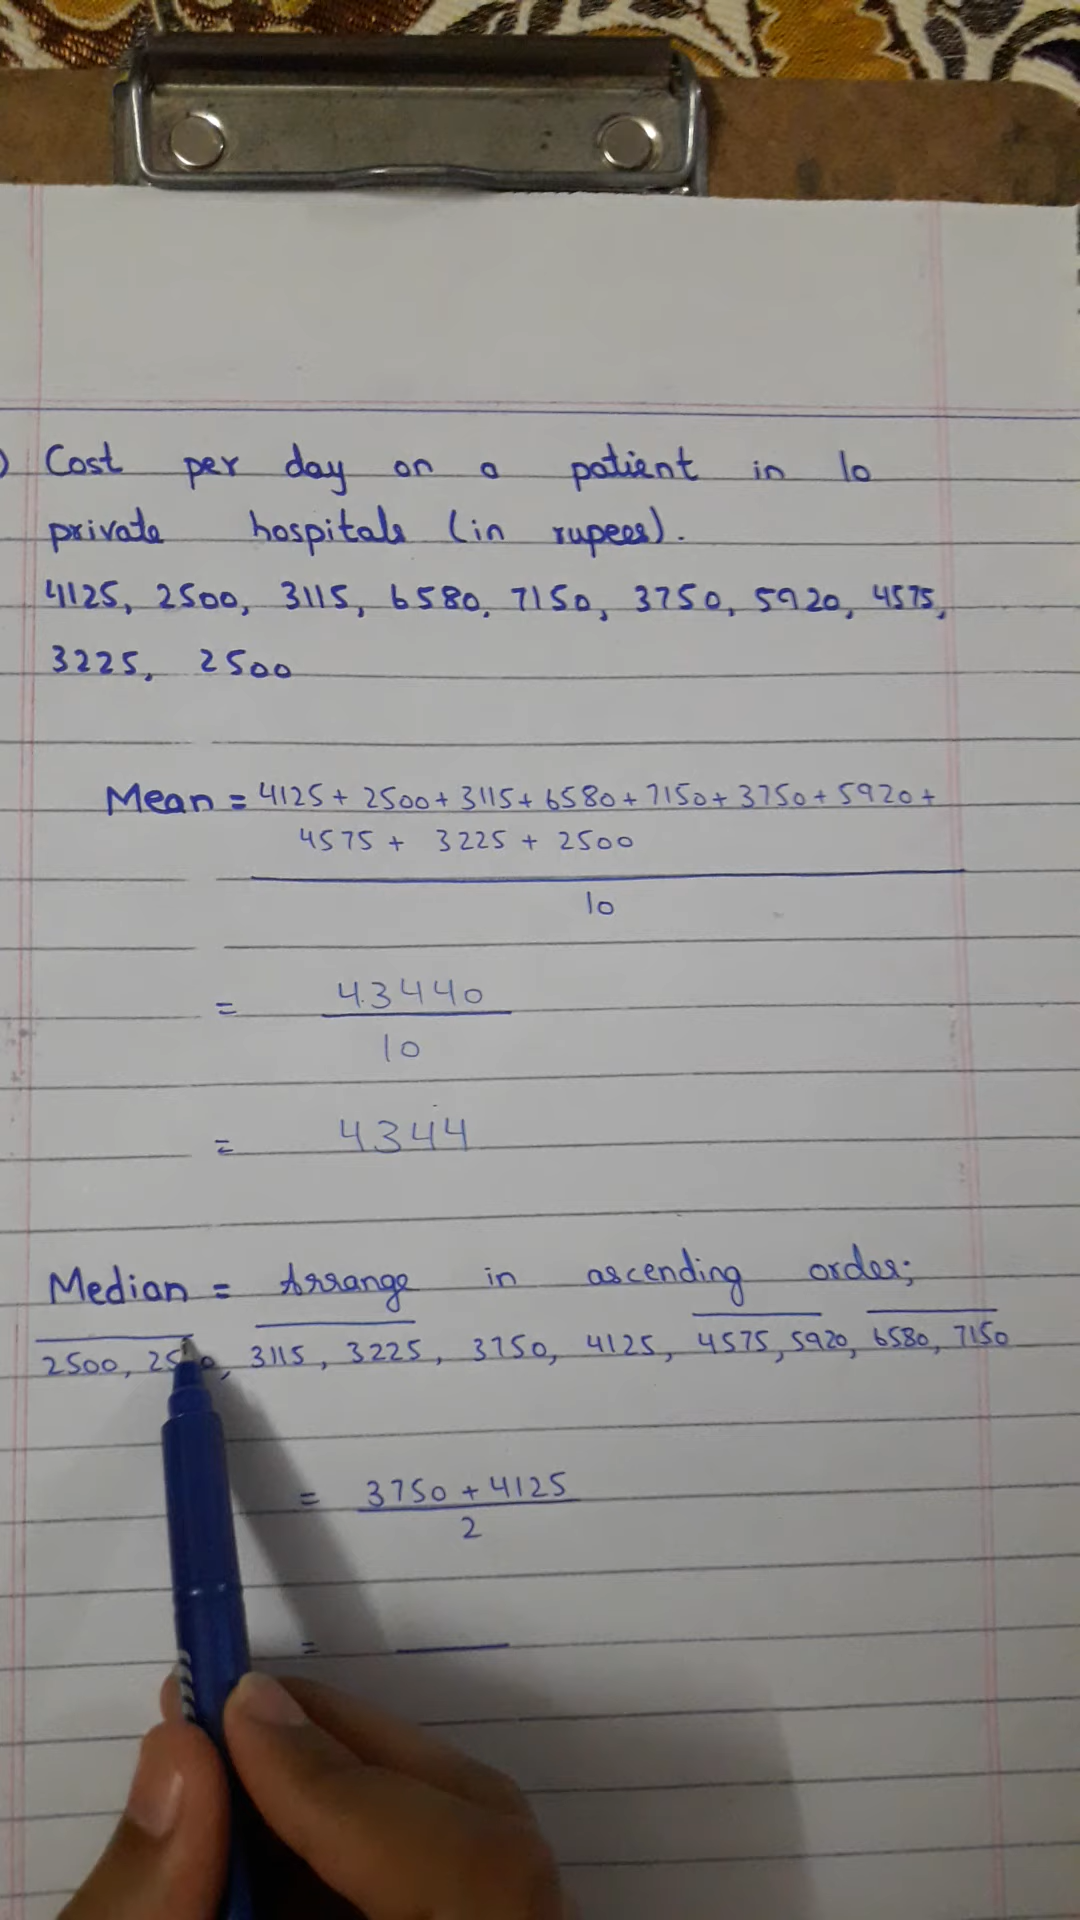 ) Cost per day on a patient in 10
private hospitals (in rupees).
4125, 2500, 3115, 6580, 7150, 3750, 5920, 4575,
3225, 2500
Mean = 4125 + 2500 + 3115 + 6580 + 7150 + 3750 + 5920 +
4575 + 3225 + 2500
10
= 43440
10
= 4344
Median = Arrange in ascending order;
2500, 2500, 3115, 3225, 3750, 4125, 4575, 5920, 6580, 7150
= 3750 + 4125
2
=